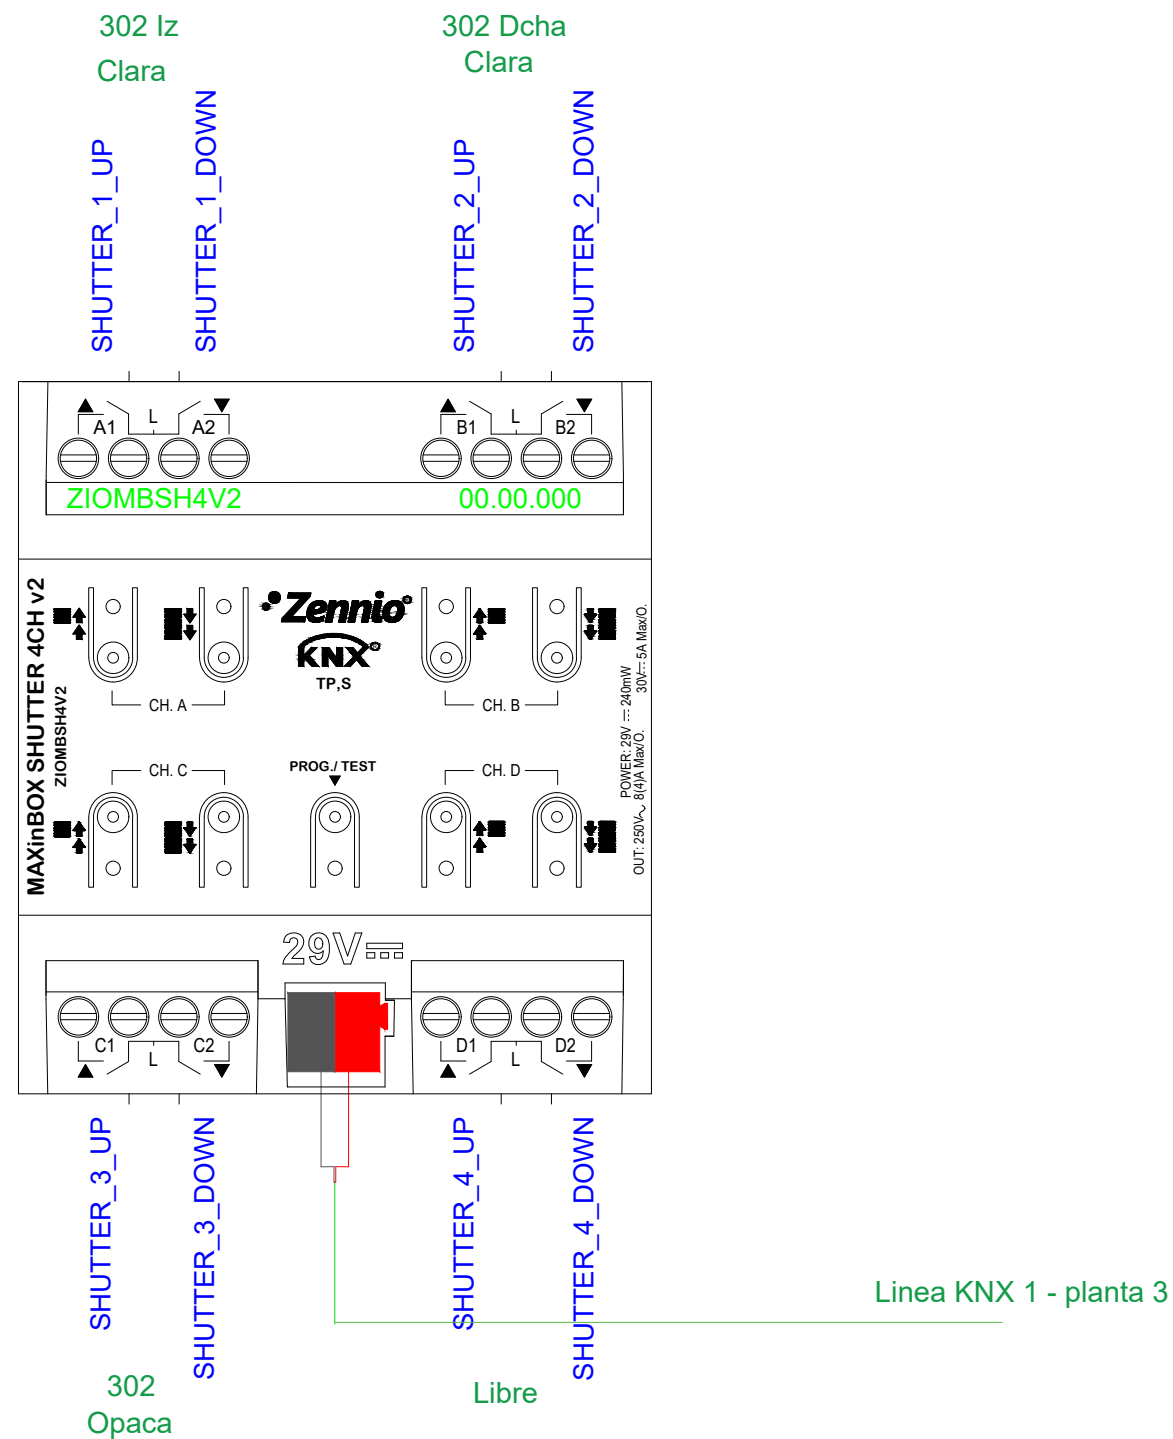 302 Iz
Clara
302 Dcha
Clara
SHUTTER_1_UP
SHUTTER_1_DOWN
SHUTTER_2_UP
SHUTTER_2_DOWN
A1
L
A2
B1
L
B2
ZIOMBSH4V2
00.00.000
MAXinBOX SHUTTER 4CH v2
ZIOMBSH4V2
Zennio
KNX
TP,S
CH. A
CH. B
CH. C
PROG./ TEST
CH. D
POWER: 29V ⎓ 240mW
OUT: 250V~ 8(4)A Max/O. 30V⎓ 5A Max/O.
29V⎓
C1
L
C2
D1
L
D2
SHUTTER_3_UP
SHUTTER_3_DOWN
SHUTTER_4_UP
SHUTTER_4_DOWN
Linea KNX 1 - planta 3
302
Opaca
Libre